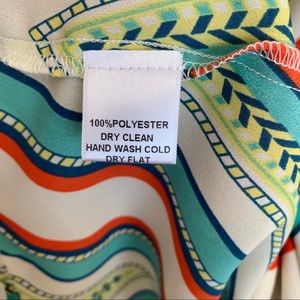 100%POLYESTER
DRY CLEAN
HAND WASH COLD
DRY FLAT